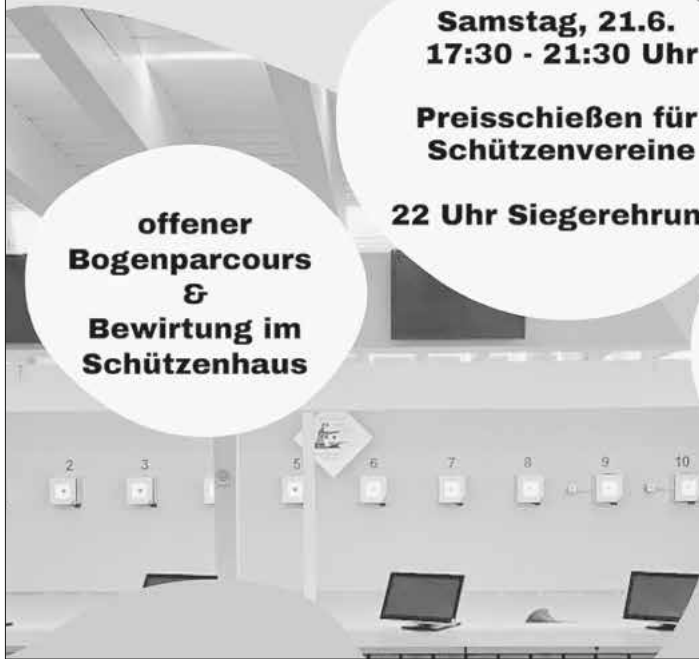 Samstag, 21.6.
17:30 - 21:30 Uhr
Preisschießen für
Schützenvereine
22 Uhr Siegerehrun
offener
Bogenparcours
&
Bewirtung im
Schützenhaus
2 3 5 6 7 8 9 10